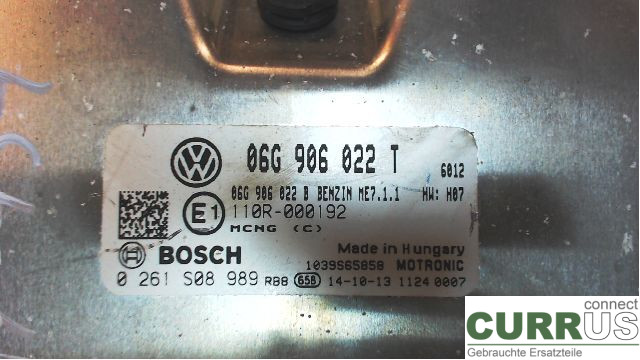 06G 906 022 T
6012
06G 906 022 B BENZIN ME7.1.1 HW: H07
E1 110R-000192
MCNG (C)
BOSCH
Made in Hungary
1039S65858 MOTRONIC
0 261 S08 989 RBB 658 14-10-13 1124 0007
connect
CURRUS
Gebrauchte Ersatzteile